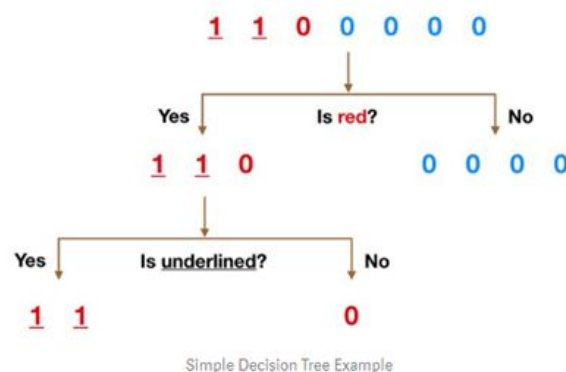 1 1 0 0 0 0 0
Yes Is red? No
1 1 0 0 0 0 0
Yes Is underlined? No
1 1 0
Simple Decision Tree Example